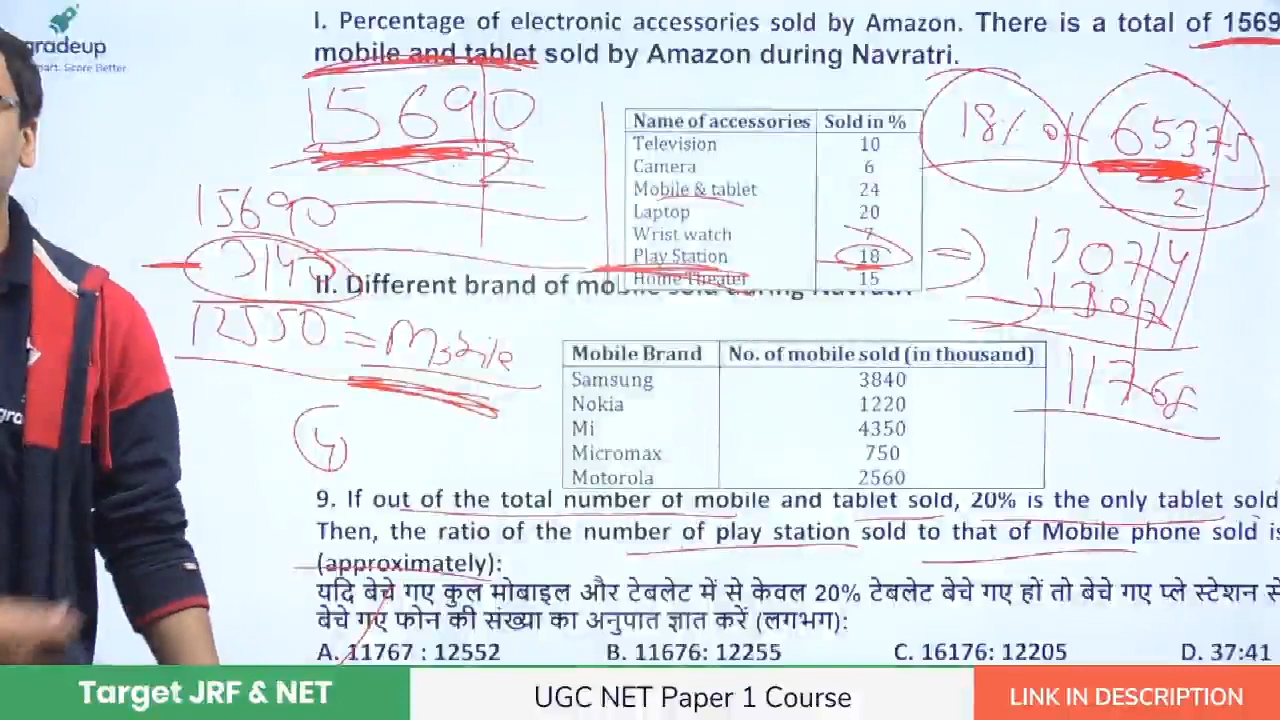 I. Percentage of electronic accessories sold by Amazon. There is a total of 1569
gradeup
mobile and tablet sold by Amazon during Navratri.
part. Score Better
15690
Name of accessories Sold in %
Television 10
Camera 6
Mobile & tablet 24
Laptop 20
Wrist watch 7
Play Station 18
Home Theater 15
18% of 65375
2
15690
3140
12550 = Mobile
13074
1307
11768
II. Different brand of mobile sold during Navratri
Mobile Brand No. of mobile sold (in thousand)
Samsung 3840
Nokia 1220
Mi 4350
Micromax 750
Motorola 2560
9. If out of the total number of mobile and tablet sold, 20% is the only tablet sold
Then, the ratio of the number of play station sold to that of Mobile phone sold is
(approximately):
यदि बेचे गए कुल मोबाइल और टेबलेट में से केवल 20% टेबलेट बेचे गए हों तो बेचे गए प्ले स्टेशन से
बेचे गए फोन की संख्या का अनुपात ज्ञात करें (लगभग):
A. 11767 : 12552 B. 11676: 12255 C. 16176: 12205 D. 37:41
Target JRF & NET UGC NET Paper 1 Course LINK IN DESCRIPTION